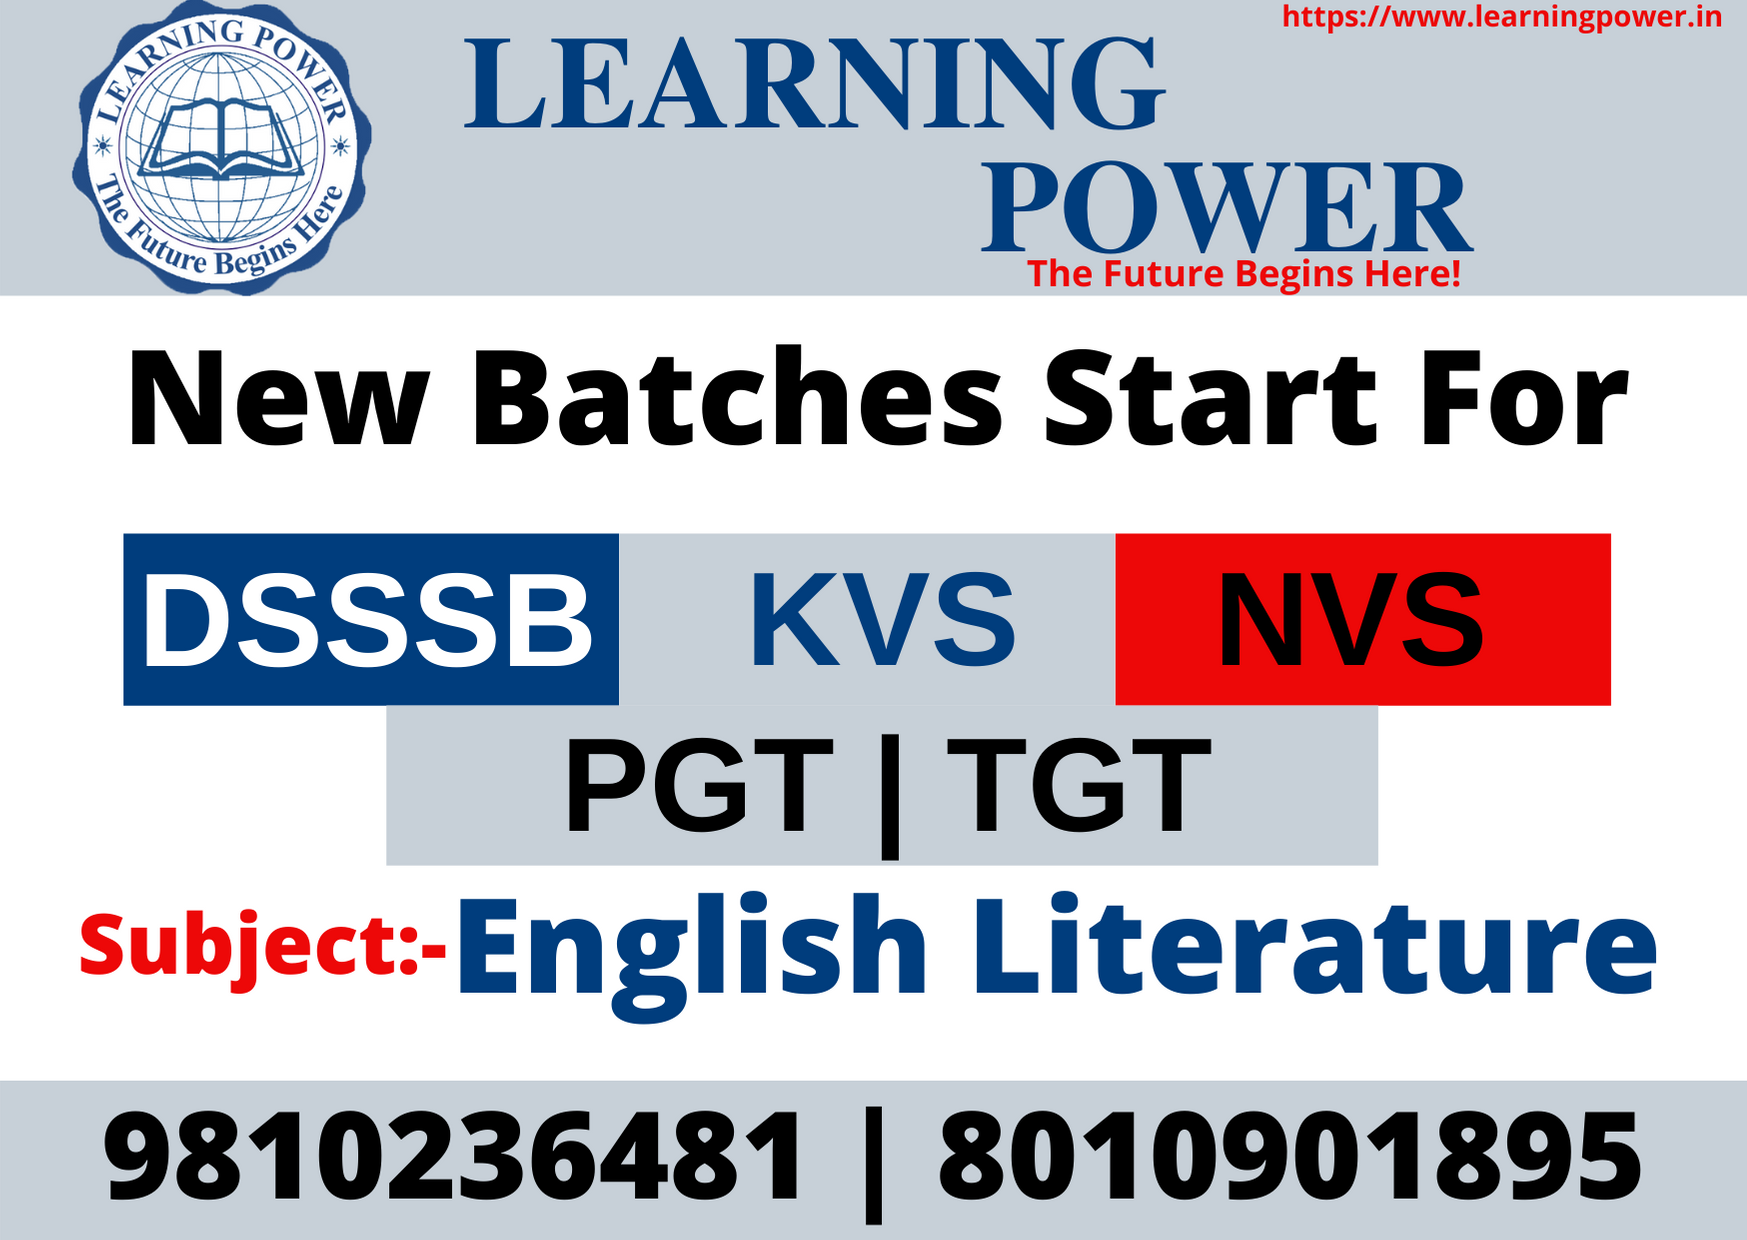 https://www.learningpower.in
LEARNING POWER
The Future Begins Here
LEARNING
POWER
The Future Begins Here!
New Batches Start For
DSSSB KVS NVS
PGT | TGT
Subject:-English Literature
9810236481 | 8010901895